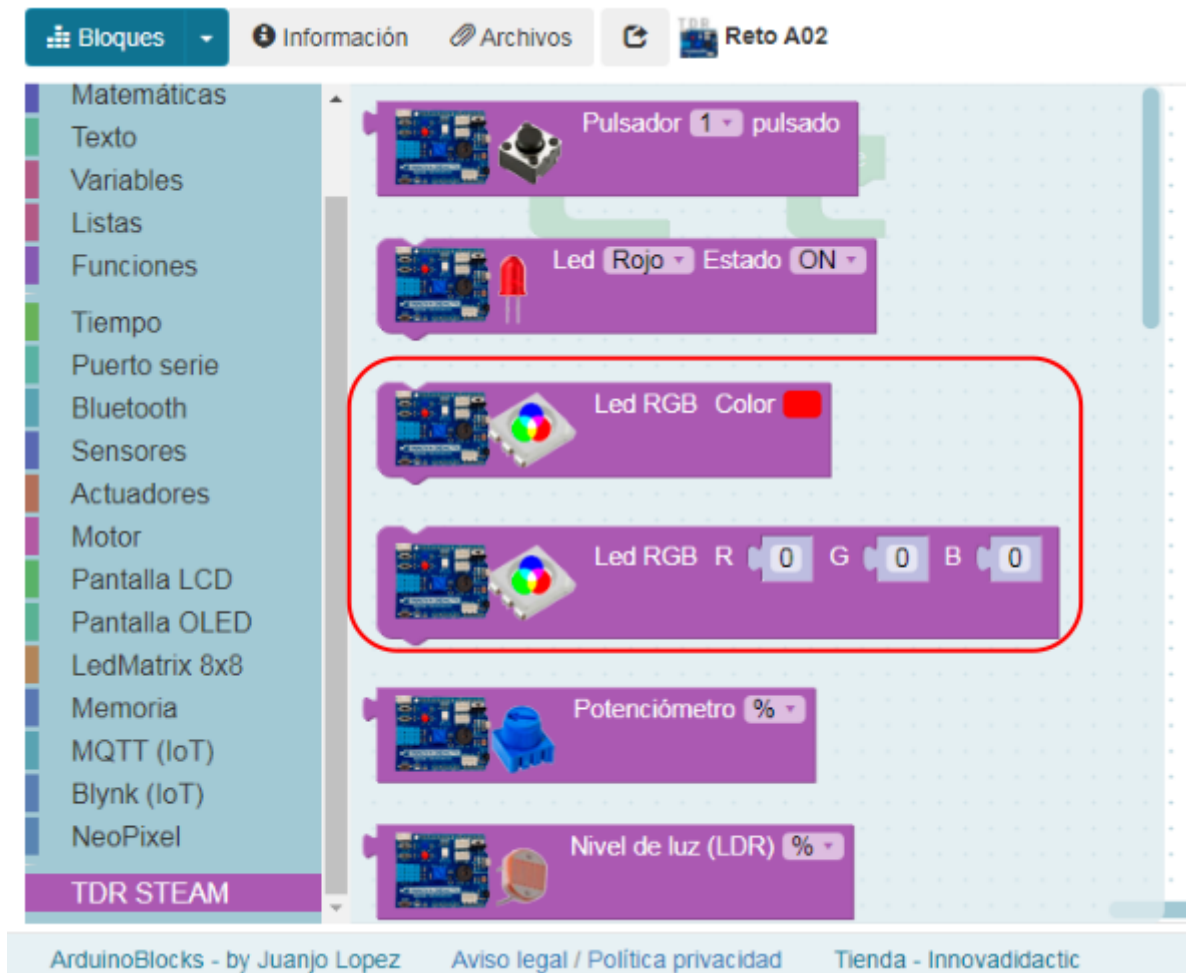 Bloques Información Archivos TDR Reto A02
Matemáticas
Texto
Variables
Listas
Funciones
Tiempo
Puerto serie
Bluetooth
Sensores
Actuadores
Motor
Pantalla LCD
Pantalla OLED
LedMatrix 8x8
Memoria
MQTT (IoT)
Blynk (IoT)
NeoPixel
TDR STEAM
Pulsador 1 pulsado
Led Rojo Estado ON
Led RGB Color
Led RGB R 0 G 0 B 0
Potenciómetro %
Nivel de luz (LDR) %
ArduinoBlocks - by Juanjo Lopez Aviso legal / Política privacidad Tienda - Innovadidactic